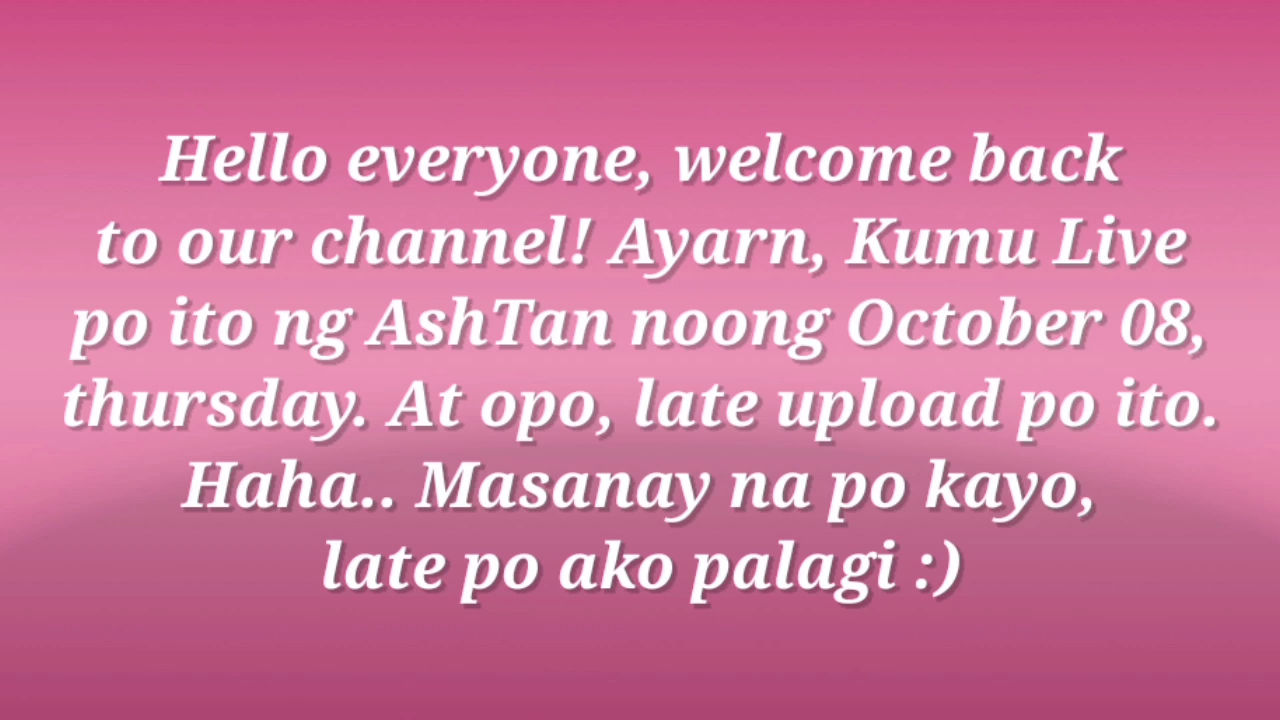 Hello everyone, welcome back
to our channel! Ayarn, Kumu Live
po ito ng AshTan noong October 08,
thursday. At opo, late upload po ito.
Haha.. Masanay na po kayo,
late po ako palagi :)